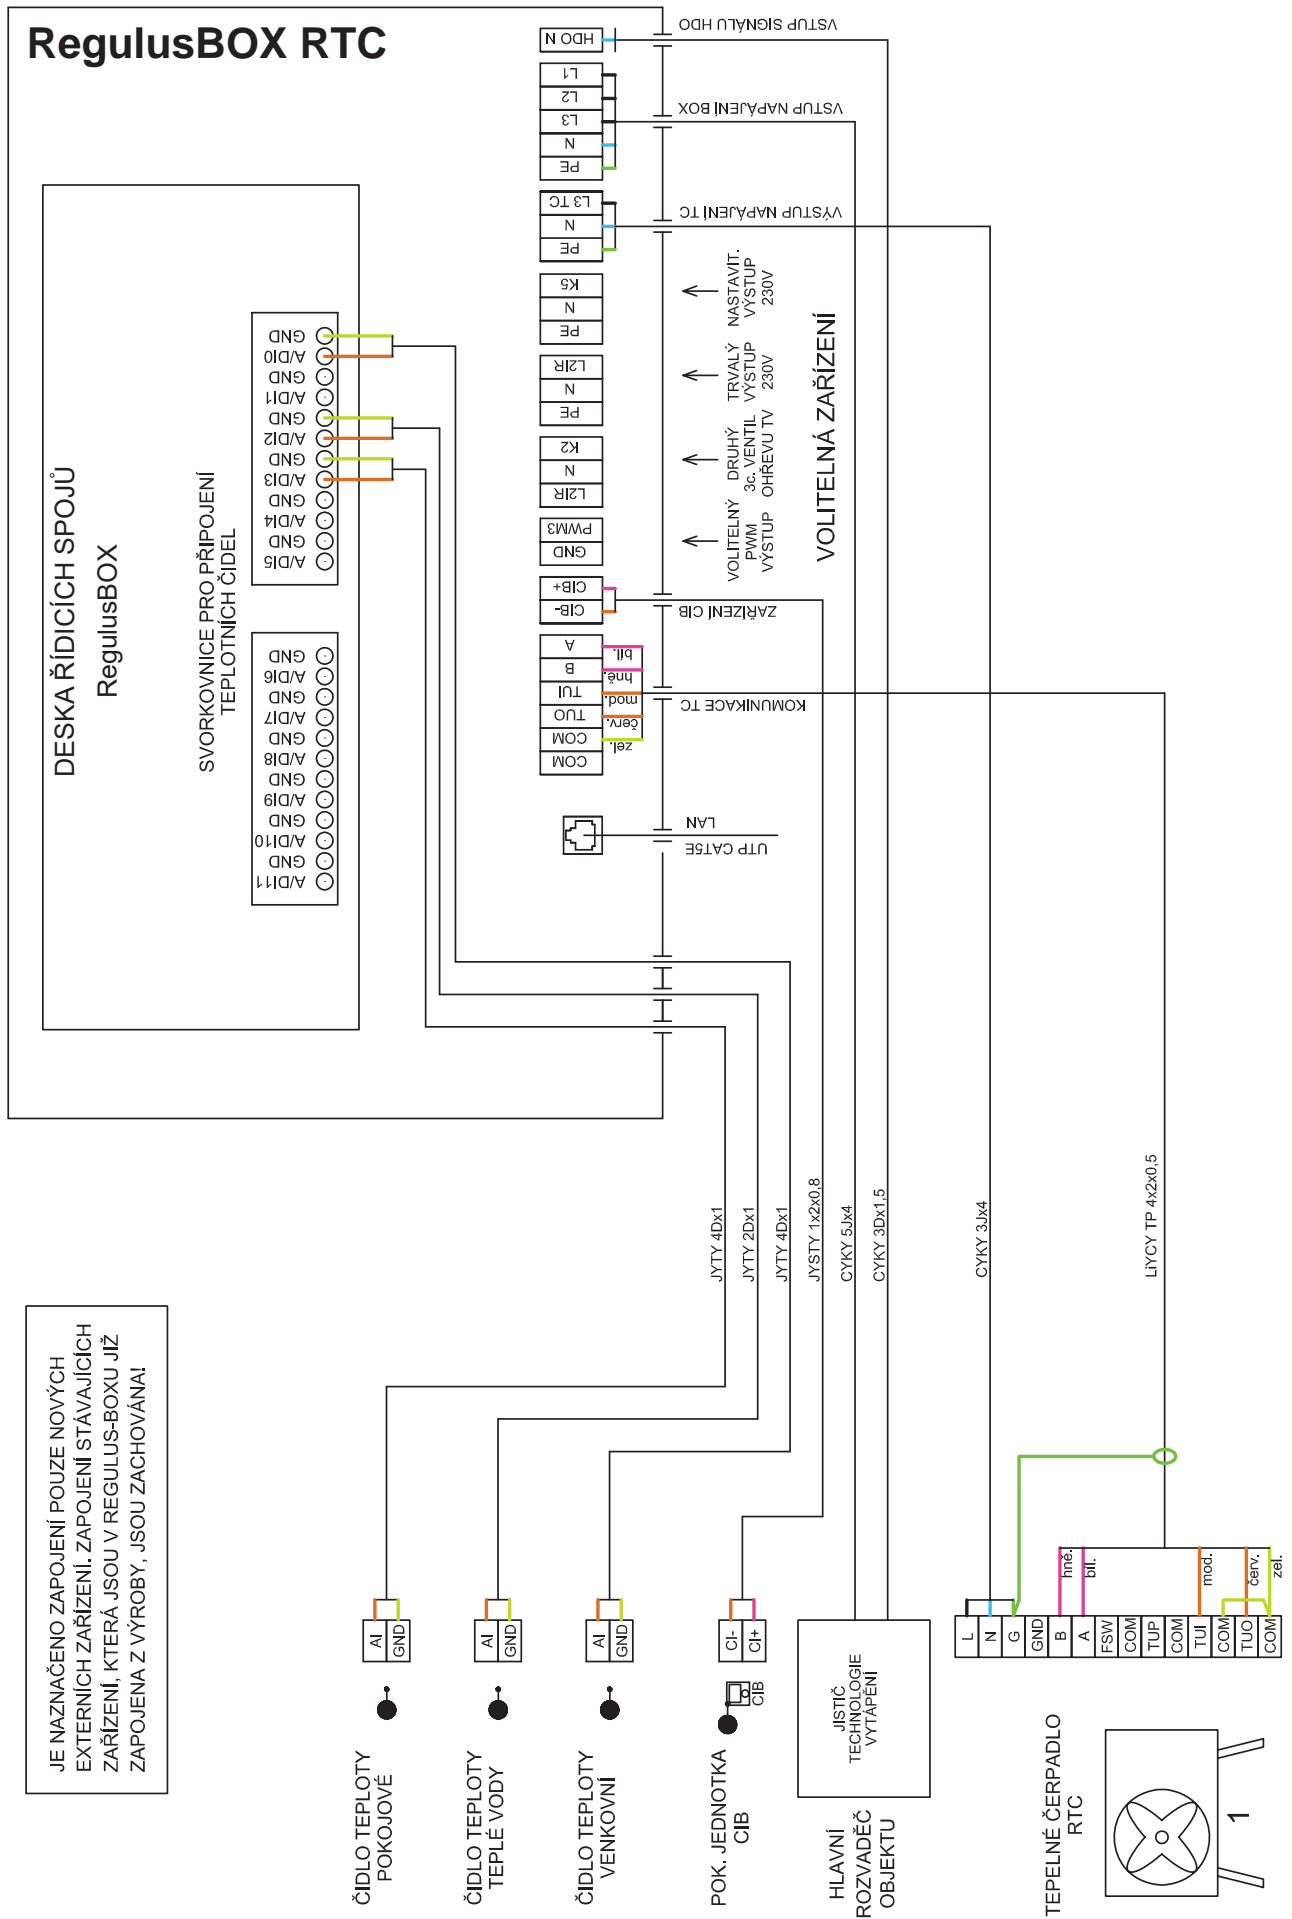 RegulusBOX RTC
DESKA ŘÍDICÍCH SPOJŮ
RegulusBOX
SVORKOVNICE PRO PŘIPOJENÍ
TEPLOTNÍCH ČIDEL
GND
A/DI0
GND
A/DI1
GND
A/DI2
GND
A/DI3
GND
A/DI4
GND
A/DI5
GND
A/DI6
GND
A/DI7
GND
A/DI8
GND
A/DI9
GND
A/DI10
GND
A/DI11
HDO N
L1
L2
L3
N
PE
L3 TC
N
PE
K5
N
PE
L2IR
N
PE
K2
N
L2IR
PWM3
GND
CIB+
CIB-
A
B
TUI
TUO
COM
COM
bíl.
hně.
mod.
červ.
zel.
VSTUP SIGNÁLU HDO
VSTUP NAPÁJENÍ BOX
VÝSTUP NAPÁJENÍ TC
NASTAVIT.
VÝSTUP
230V
TRVALÝ
VÝSTUP
230V
DRUHÝ
3c. VENTIL
OHŘEVU TV
VOLITELNÝ
PWM
VÝSTUP
VOLITELNÁ ZAŘÍZENÍ
ZAŘÍZENÍ CIB
KOMUNIKACE TC
LAN
UTP CAT5E
JYTY 4Dx1
JYTY 2Dx1
JYTY 4Dx1
JYSTY 1x2x0,8
CYKY 5Jx4
CYKY 3Dx1,5
CYKY 3Jx4
LiYCY TP 4x2x0,5
JE NAZNAČENO ZAPOJENÍ POUZE NOVÝCH
EXTERNÍCH ZAŘÍZENÍ. ZAPOJENÍ STÁVAJÍCÍCH
ZAŘÍZENÍ, KTERÁ JSOU V REGULUS-BOXU JIŽ
ZAPOJENA Z VÝROBY, JSOU ZACHOVÁNA!
AI
GND
ČIDLO TEPLOTY
POKOJOVÉ
AI
GND
ČIDLO TEPLOTY
TEPLÉ VODY
AI
GND
ČIDLO TEPLOTY
VENKOVNÍ
CI-
CI+
CIB
POK. JEDNOTKA
CIB
JISTIČ
TECHNOLOGIE
VYTÁPĚNÍ
HLAVNÍ
ROZVADĚČ
OBJEKTU
L
N
G
GND
B
A
FSW
COM
TUP
COM
TUI
COM
TUO
COM
hně.
bíl.
mod.
červ.
zel.
TEPELNÉ ČERPADLO
RTC
1